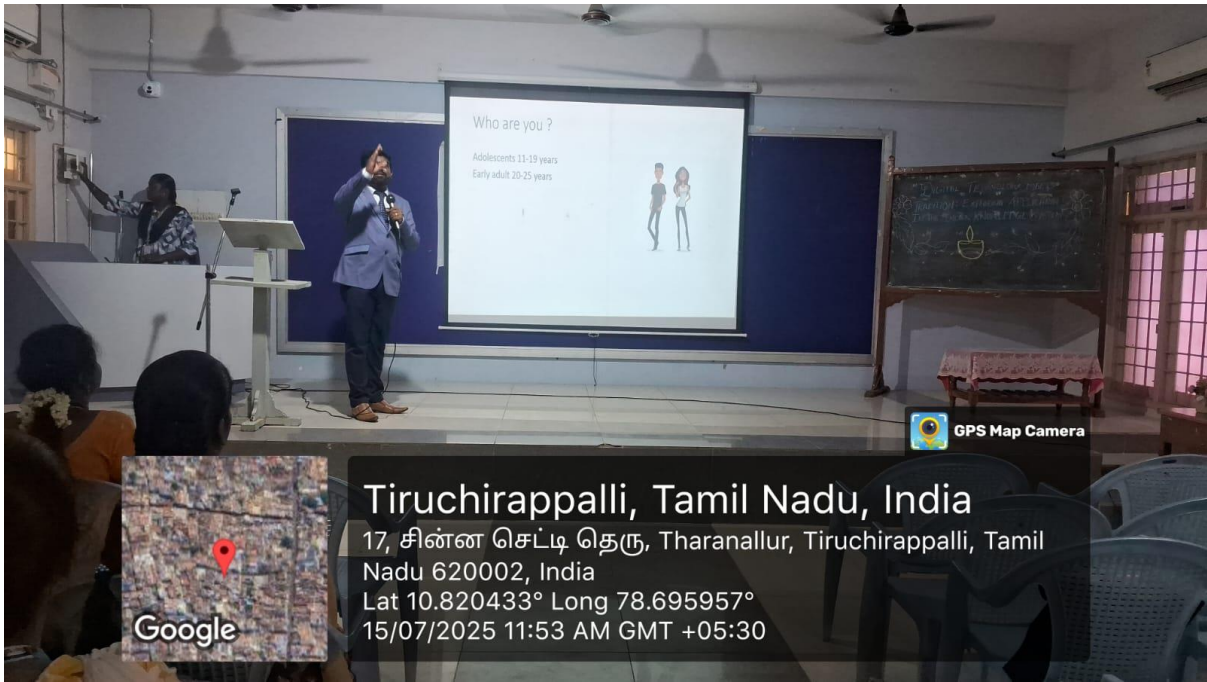 Who are you ?
Adolescents 11-19 years
Early adult 20-25 years
GPS Map Camera
Tiruchirappalli, Tamil Nadu, India
17, சின்ன செட்டி தெரு, Tharanallur, Tiruchirappalli, Tamil
Nadu 620002, India
Lat 10.820433° Long 78.695957°
15/07/2025 11:53 AM GMT +05:30
Google